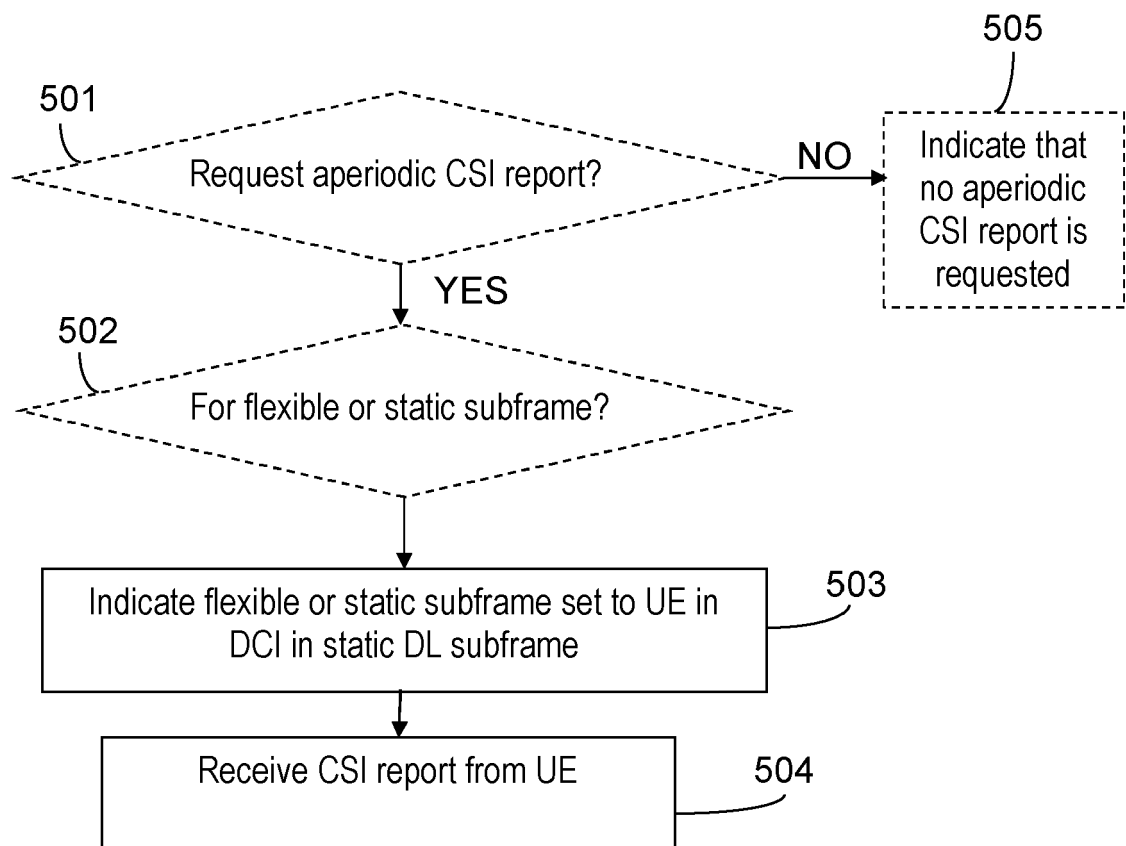 505
501
Request aperiodic CSI report?
NO
Indicate that
no aperiodic
CSI report is
requested
YES
502
For flexible or static subframe?
503
Indicate flexible or static subframe set to UE in
DCI in static DL subframe
Receive CSI report from UE
504